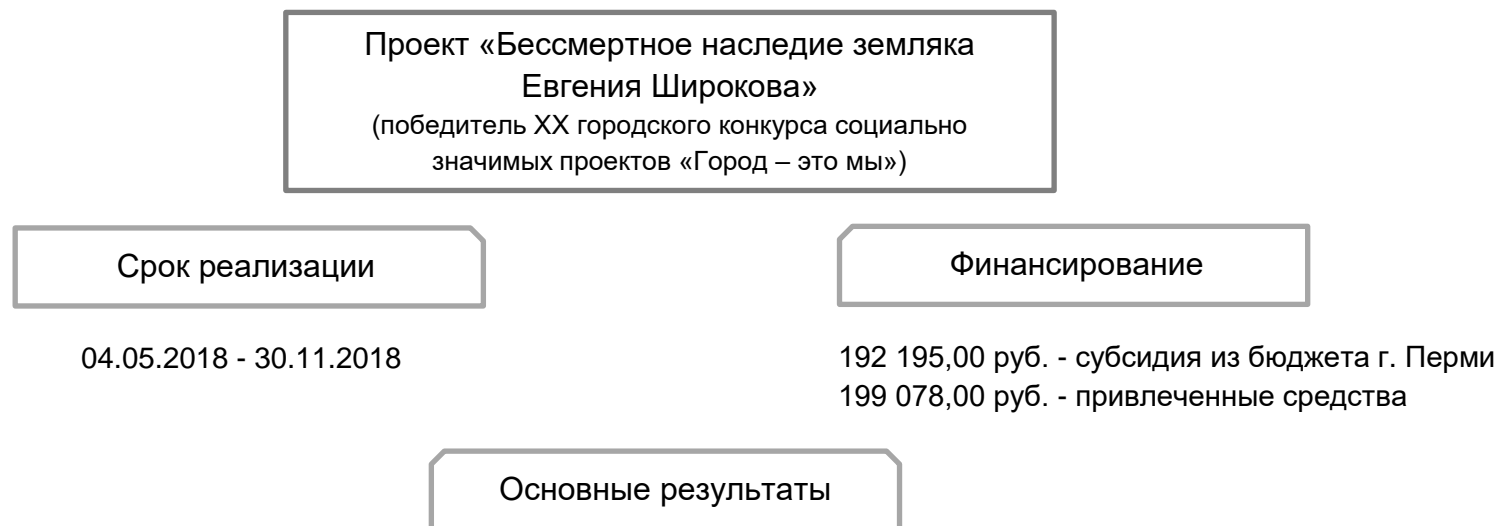 Проект «Бессмертное наследие земляка
Евгения Широкова»
(победитель XX городского конкурса социально
значимых проектов «Город – это мы»)
Срок реализации
Финансирование
04.05.2018 - 30.11.2018
192 195,00 руб. - субсидия из бюджета г. Перми
199 078,00 руб. - привлеченные средства
Основные результаты